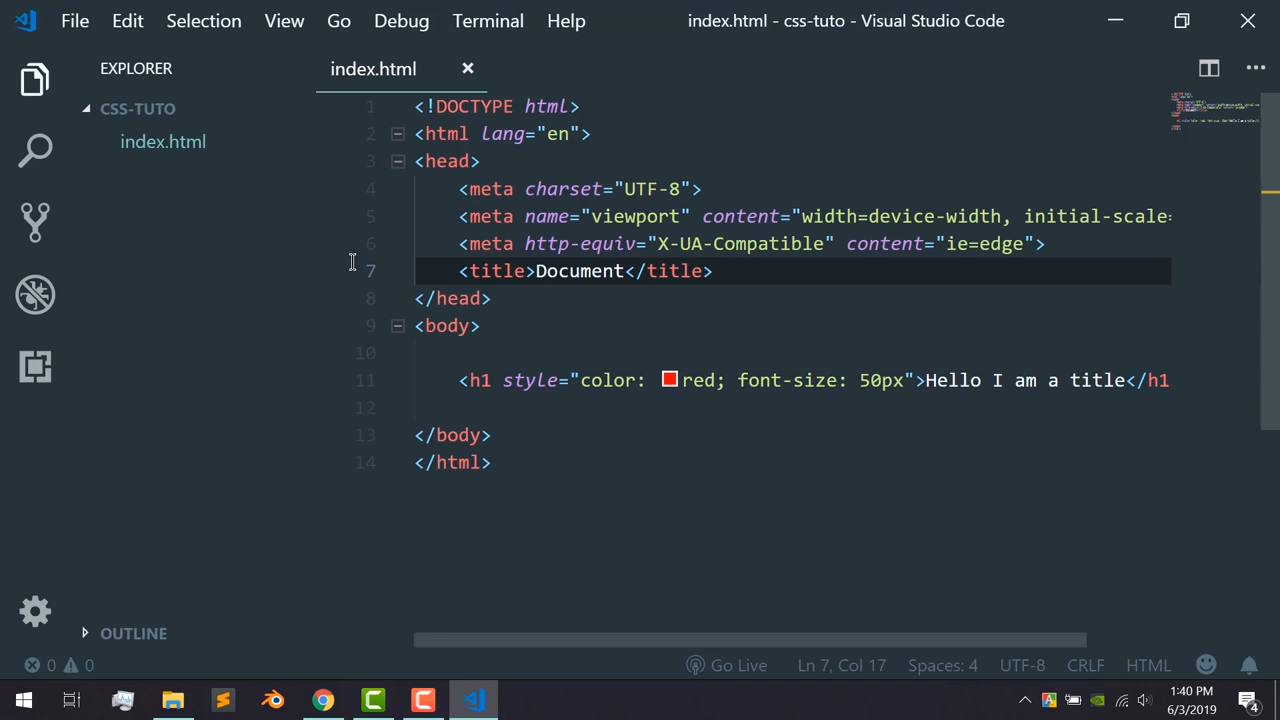 File Edit Selection View Go Debug Terminal Help index.html - css-tuto - Visual Studio Code
EXPLORER
CSS-TUTO
index.html
index.html
1 <!DOCTYPE html>
2 <html lang="en">
3 <head>
4 <meta charset="UTF-8">
5 <meta name="viewport" content="width=device-width, initial-scale=
6 <meta http-equiv="X-UA-Compatible" content="ie=edge">
7 <title>Document</title>
8 </head>
9 <body>
10
11 <h1 style="color: red; font-size: 50px">Hello I am a title</h1
12
13 </body>
14 </html>
OUTLINE
0 0 Go Live Ln 7, Col 17 Spaces: 4 UTF-8 CRLF HTML
1:40 PM
6/3/2019
4